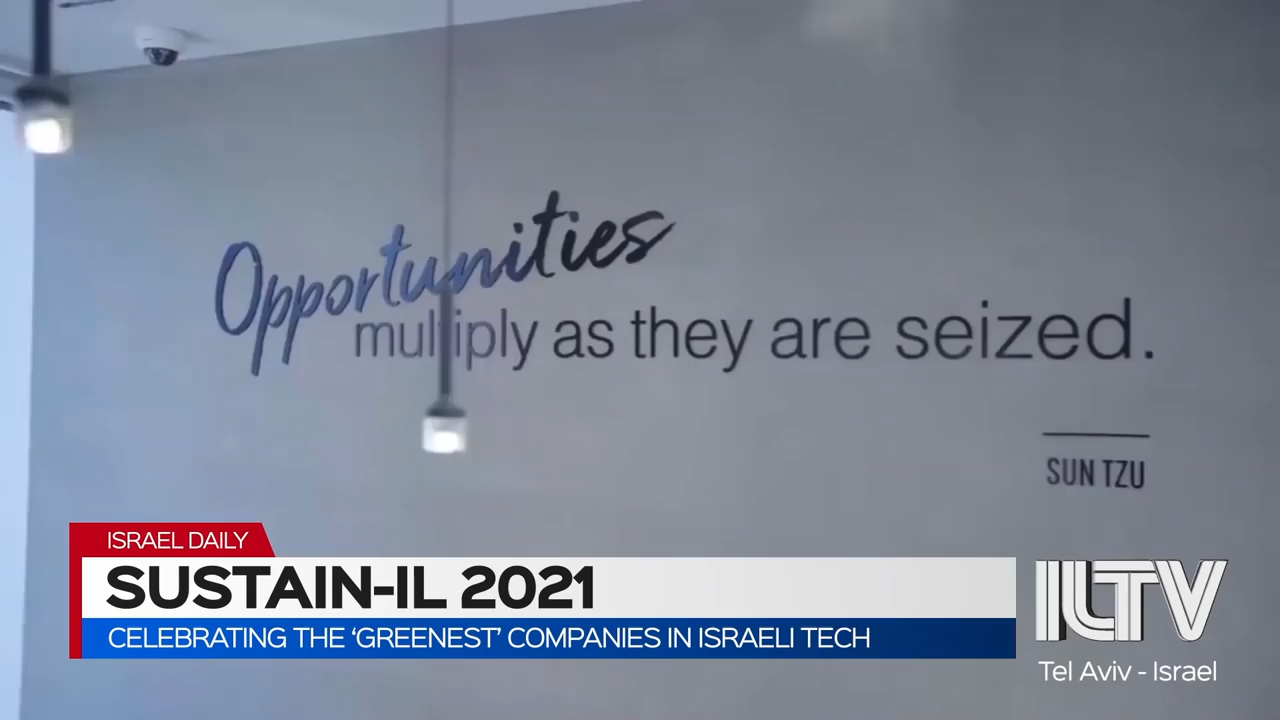 Opportunities
multiply as they are seized.
SUN TZU
ISRAEL DAILY
SUSTAIN-IL 2021
CELEBRATING THE ‘GREENEST’ COMPANIES IN ISRAELI TECH
ILTV
Tel Aviv - Israel